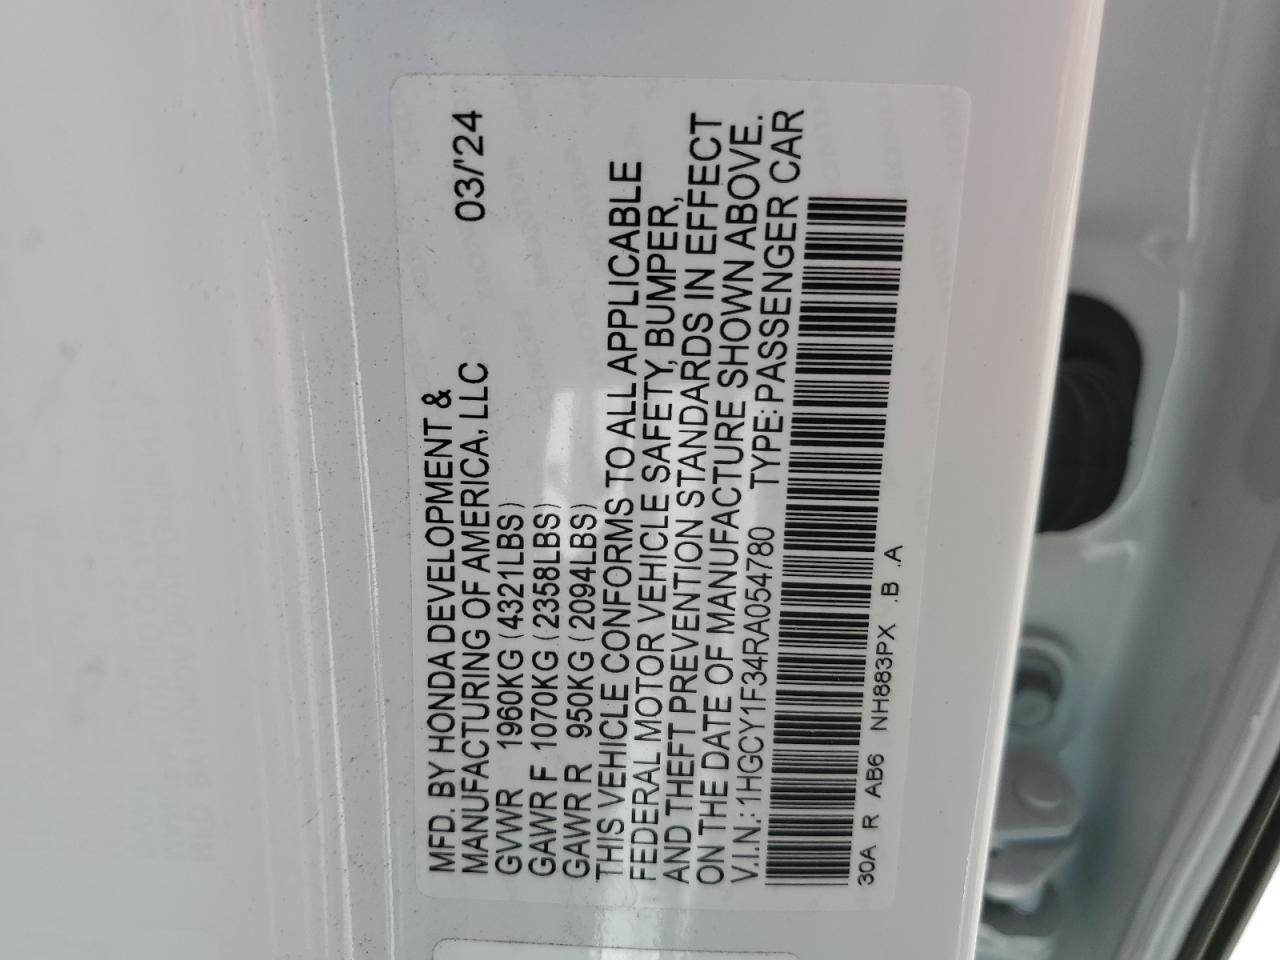 MFD. BY HONDA DEVELOPMENT &
MANUFACTURING OF AMERICA, LLC 03/'24
GVWR 1960KG (4321LBS)
GAWR F 1070KG (2358LBS)
GAWR R 950KG (2094LBS)
THIS VEHICLE CONFORMS TO ALL APPLICABLE
FEDERAL MOTOR VEHICLE SAFETY, BUMPER,
AND THEFT PREVENTION STANDARDS IN EFFECT
ON THE DATE OF MANUFACTURE SHOWN ABOVE.
V.I.N.: 1HGCY1F34RA054780 TYPE: PASSENGER CAR
30A R AB6 NH883PX .B .A